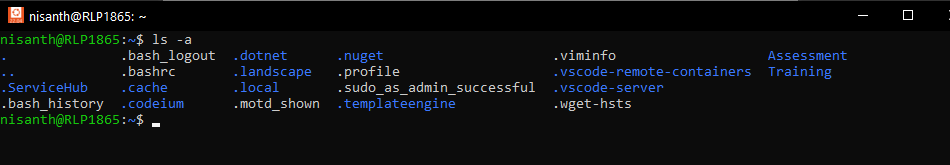 nisanth@RLP1865: ~
nisanth@RLP1865:~$ ls -a
. .bash_logout .dotnet .nuget .viminfo Assessment
.. .bashrc .landscape .profile .vscode-remote-containers Training
.ServiceHub .cache .local .sudo_as_admin_successful .vscode-server
.bash_history .codeium .motd_shown .templateengine .wget-hsts
nisanth@RLP1865:~$